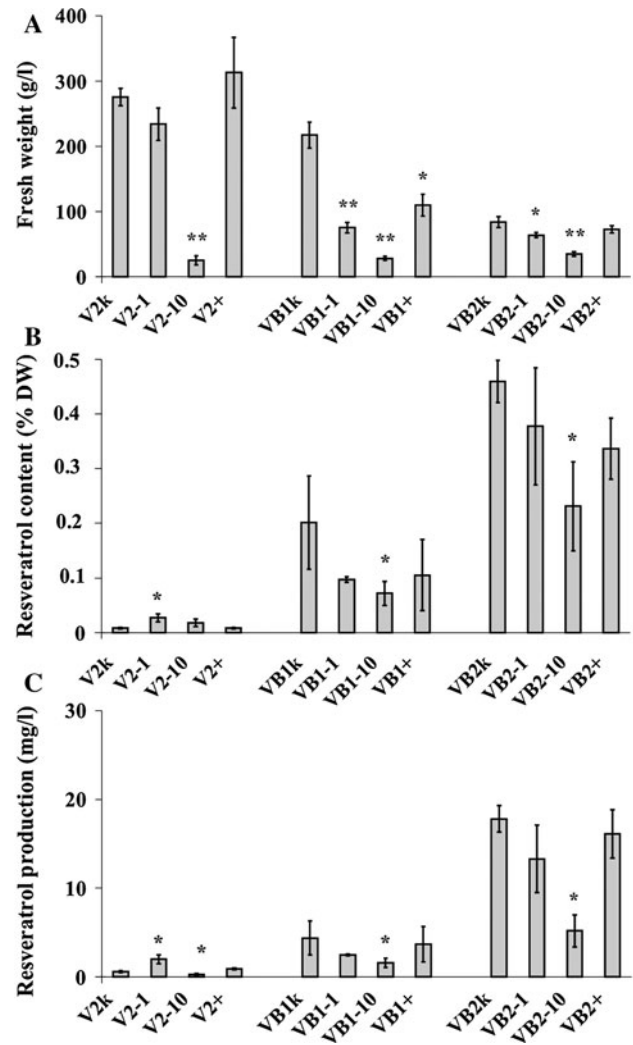 A
Fresh weight (g/l)
400
300
200
100
0
** ** ** * * **
V2k V2-1 V2-10 V2+ VB1k VB1-1 VB1-10 VB1+ VB2k VB2-1 VB2-10 VB2+
B
Resveratrol content (% DW)
0.5
0.4
0.3
0.2
0.1
0
* * *
V2k V2-1 V2-10 V2+ VB1k VB1-1 VB1-10 VB1+ VB2k VB2-1 VB2-10 VB2+
C
Resveratrol production (mg/l)
30
20
10
0
* * * *
V2k V2-1 V2-10 V2+ VB1k VB1-1 VB1-10 VB1+ VB2k VB2-1 VB2-10 VB2+